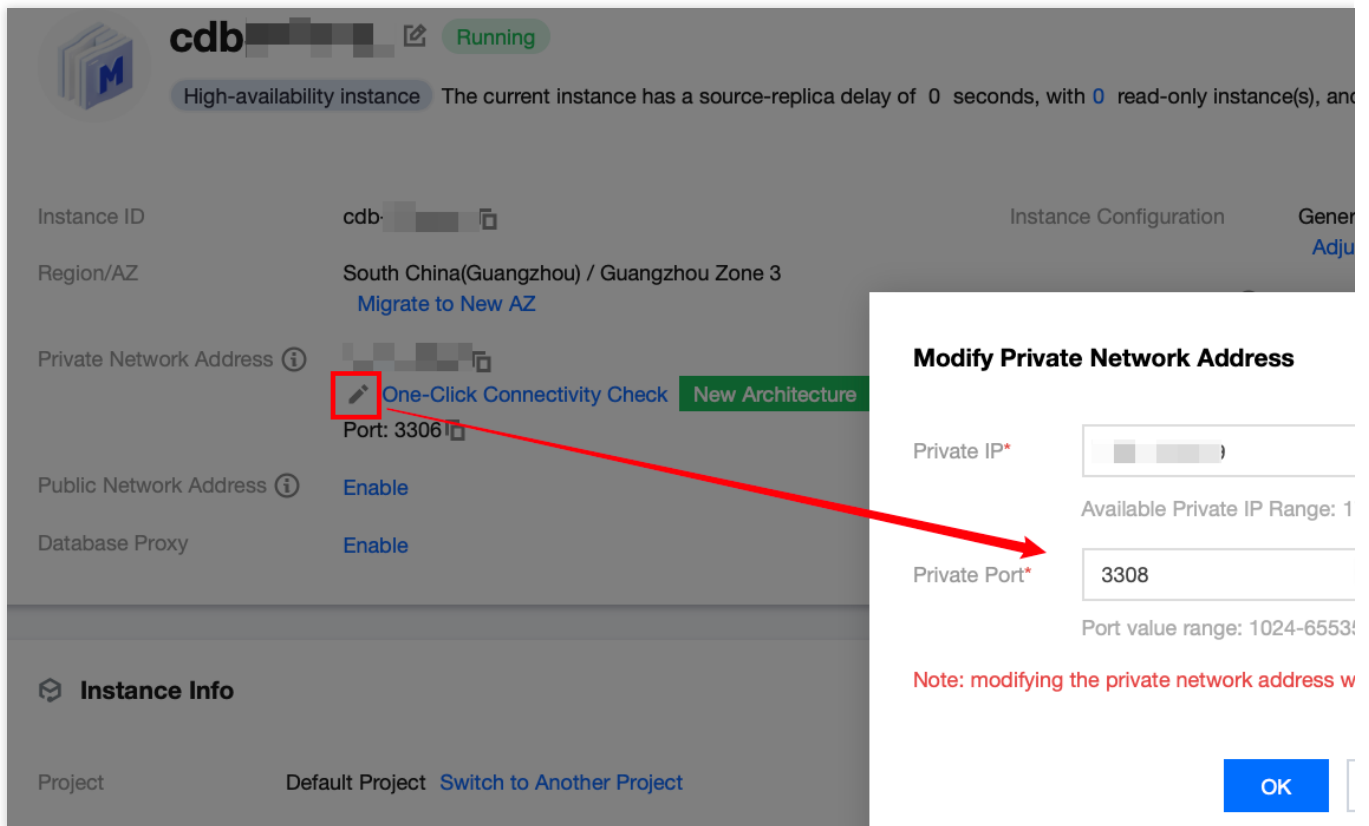 cdb
Running
High-availability instance The current instance has a source-replica delay of 0 seconds, with 0 read-only instance(s), and
Instance ID cdb-
Instance Configuration Gener
Adju
Region/AZ South China(Guangzhou) / Guangzhou Zone 3
Migrate to New AZ
Private Network Address
One-Click Connectivity Check New Architecture
Port: 3306
Public Network Address Enable
Database Proxy Enable
Instance Info
Project Default Project Switch to Another Project
Modify Private Network Address
Private IP*
Available Private IP Range: 1
Private Port* 3308
Port value range: 1024-65535
Note: modifying the private network address w
OK